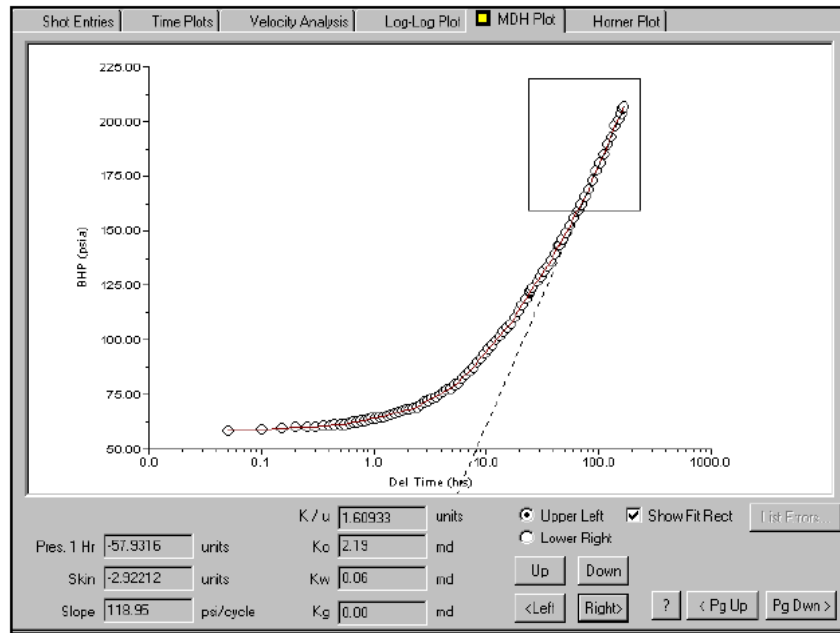 Shot Entries Time Plots Velocity Analysis Log-Log Plot MDH Plot Horner Plot
225.00
200.00
175.00
150.00
125.00
100.00
75.00
50.00
BHP (psia)
0.0 0.1 1.0 10.0 100.0 1000.0
Del Time (hrs)
K / u 1.60933 units
Pres. 1 Hr -57.9316 units
Ko 2.19 md
Skin -2.92212 units
Kw 0.06 md
Slope 118.95 psi/cycle
Kg 0.00 md
Upper Left
Lower Right
Show Fit Rect
List Errors...
Up Down
<Left Right>
? < Pg Up Pg Dwn >